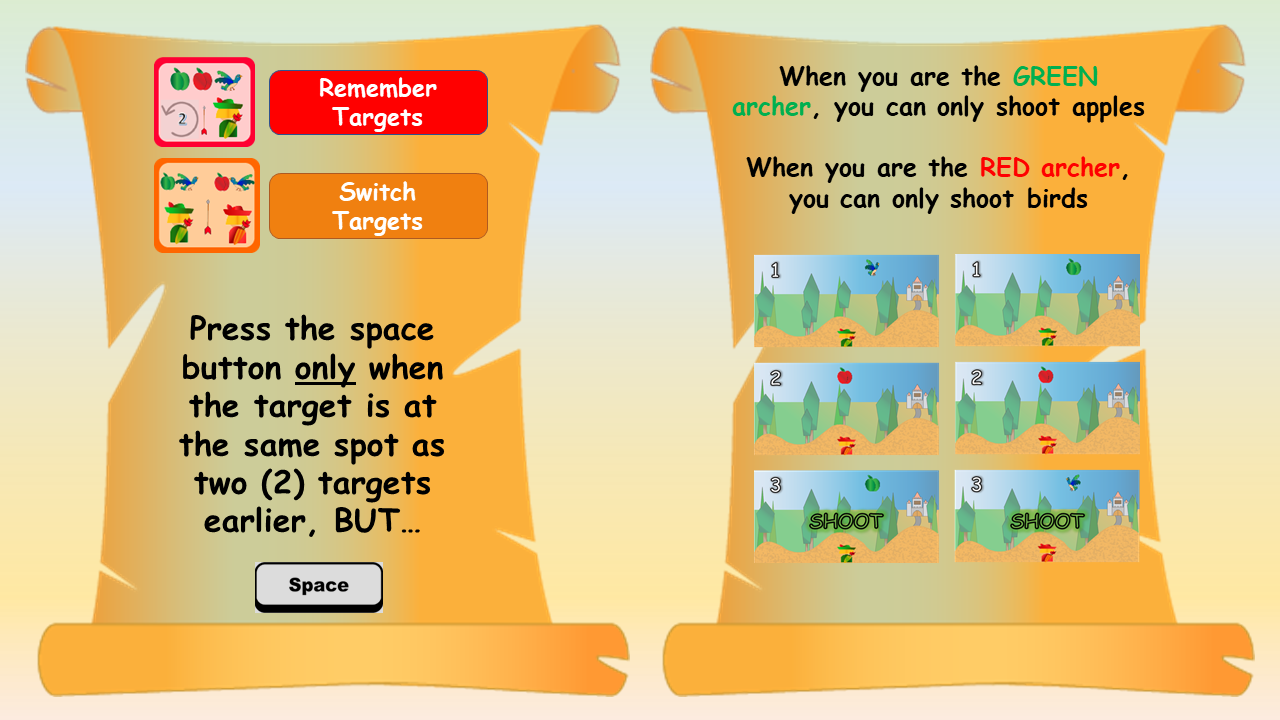 2
Remember
Targets
Switch
Targets
Press the space
button only when
the target is at
the same spot as
two (2) targets
earlier, BUT…
Space
When you are the GREEN
archer, you can only shoot apples
When you are the RED archer,
you can only shoot birds
1
1
2
2
3
SHOOT
3
SHOOT